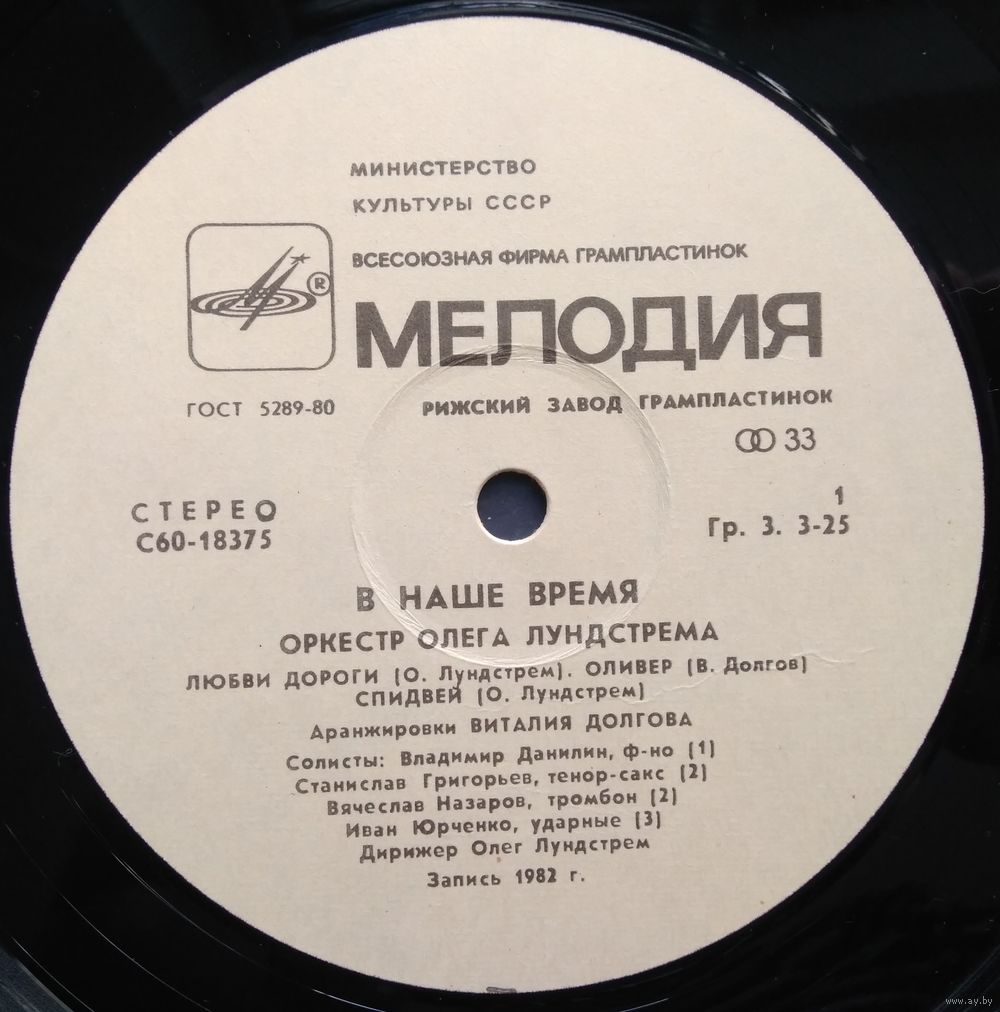 МИНИСТЕРСТВО
КУЛЬТУРЫ СССР
ВСЕСОЮЗНАЯ ФИРМА ГРАМПЛАСТИНОК
®
МЕЛОДИЯ
ГОСТ 5289-80
РИЖСКИЙ ЗАВОД ГРАМПЛАСТИНОК
33
СТЕРЕО
1
С60-18375
Гр. 3. 3-25
В НАШЕ ВРЕМЯ
ОРКЕСТР ОЛЕГА ЛУНДСТРЕМА
ЛЮБВИ ДОРОГИ (О. Лундстрем). ОЛИВЕР (В. Долгов)
СПИДВЕЙ (О. Лундстрем)
Аранжировки ВИТАЛИЯ ДОЛГОВА
Солисты: Владимир Данилин, ф-но (1)
Станислав Григорьев, тенор-сакс (2)
Вячеслав Назаров, тромбон (2)
Иван Юрченко, ударные (3)
Дирижер Олег Лундстрем
Запись 1982 г.
www.ay.by